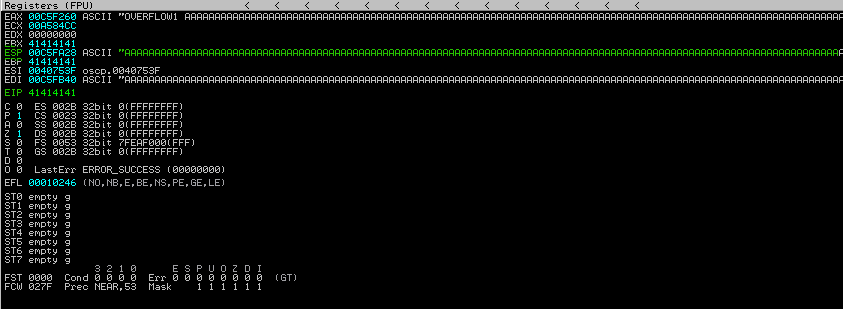 Registers (FPU) < < < < < < < < < < < < <
EAX 00C5F260 ASCII "OVERFLOW1 AAAAAAAAAAAAAAAAAAAAAAAAAAAAAAAAAAAAAAAAAAAAAAAAAAAAAAAAAAAAAAAAAAAAAAAAAAAAAAAAAAAAAAAAAAAAAAAAAA
ECX 00A534CC
EDX 00000000
EBX 41414141
ESP 00C5FA28 ASCII "AAAAAAAAAAAAAAAAAAAAAAAAAAAAAAAAAAAAAAAAAAAAAAAAAAAAAAAAAAAAAAAAAAAAAAAAAAAAAAAAAAAAAAAAAAAAAAAAAAAAAAAAAAAA
EBP 41414141
ESI 0040753F oscp.0040753F
EDI 00C5FB40 ASCII "AAAAAAAAAAAAAAAAAAAAAAAAAAAAAAAAAAAAAAAAAAAAAAAAAAAAAAAAAAAAAAAAAAAAAAAAAAAAAAAAAAAAAAAAAAAAAAAAAAAAAAAAAAAA
EIP 41414141
C 0 ES 002B 32bit 0(FFFFFFFF)
P 1 CS 0023 32bit 0(FFFFFFFF)
A 0 SS 002B 32bit 0(FFFFFFFF)
Z 1 DS 002B 32bit 0(FFFFFFFF)
S 0 FS 0053 32bit 7FEAF000(FFF)
T 0 GS 002B 32bit 0(FFFFFFFF)
D 0
O 0 LastErr ERROR_SUCCESS (00000000)
EFL 00010246 (NO,NB,E,BE,NS,PE,GE,LE)
ST0 empty g
ST1 empty g
ST2 empty g
ST3 empty g
ST4 empty g
ST5 empty g
ST6 empty g
ST7 empty g
3 2 1 0 E S P U O Z D I
FST 0000 Cond 0 0 0 0 Err 0 0 0 0 0 0 0 0 (GT)
FCW 027F Prec NEAR,53 Mask 1 1 1 1 1 1